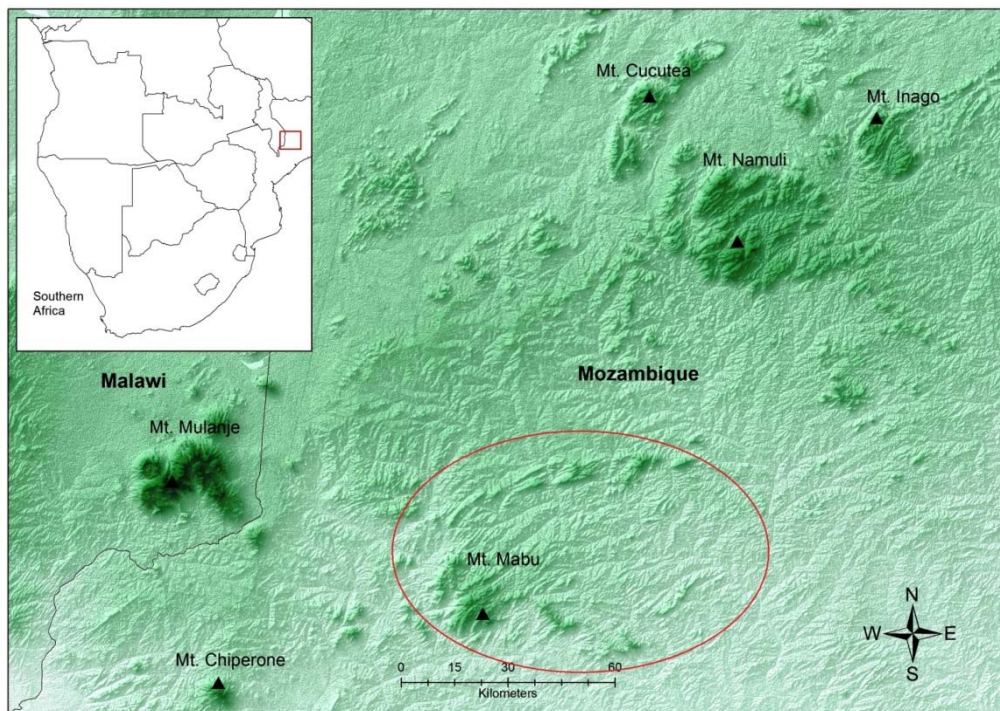 Mt. Cucutea
Mt. Inago
Mt. Namuli
Southern
Africa
Malawi
Mozambique
Mt. Mulanje
Mt. Mabu
Mt. Chiperone
0 15 30 60
Kilometers
N
W E
S